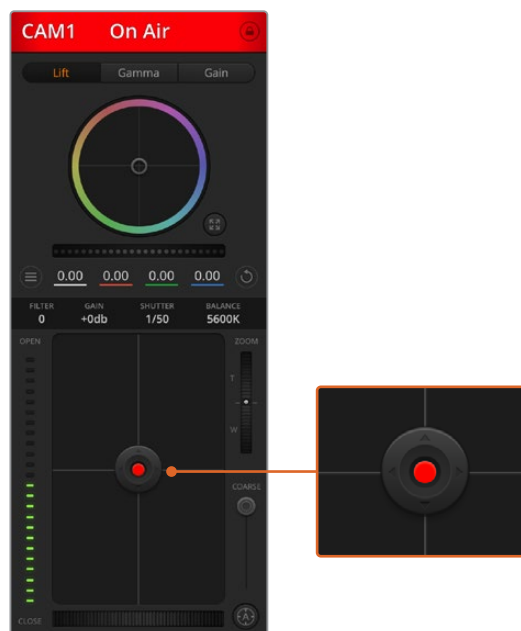 CAM1 On Air
Lift Gamma Gain
0.00 0.00 0.00 0.00
FILTER GAIN SHUTTER BALANCE
0 +0db 1/50 5600K
OPEN ZOOM
T
W
COARSE
CLOSE A